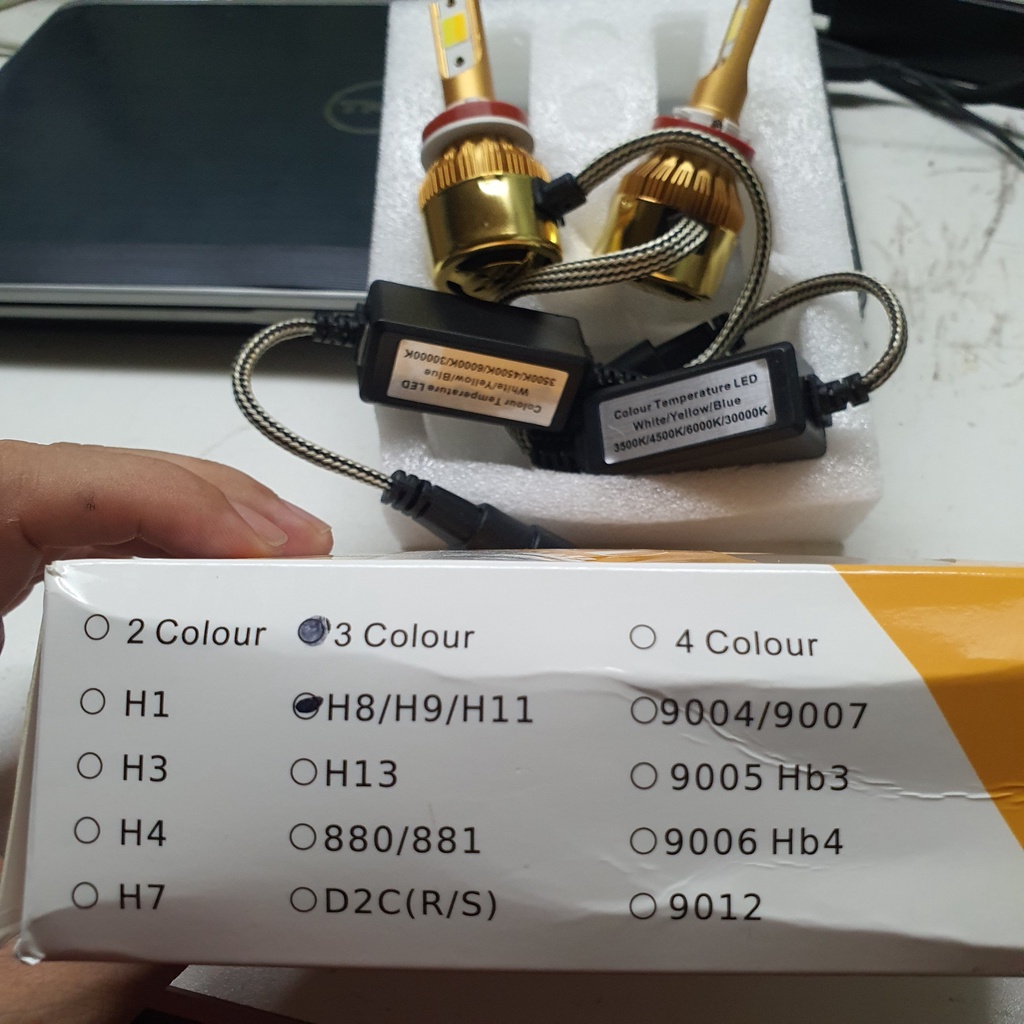 Colour Temperature LED
White/Yellow/Blue
3500K/4500K/6000K/30000K
Colour Temperature LED
White/Yellow/Blue
3500K/4500K/6000K/30000K
2 Colour 3 Colour 4 Colour
H1 H8/H9/H11 9004/9007
H3 H13 9005 Hb3
H4 880/881 9006 Hb4
H7 D2C(R/S) 9012